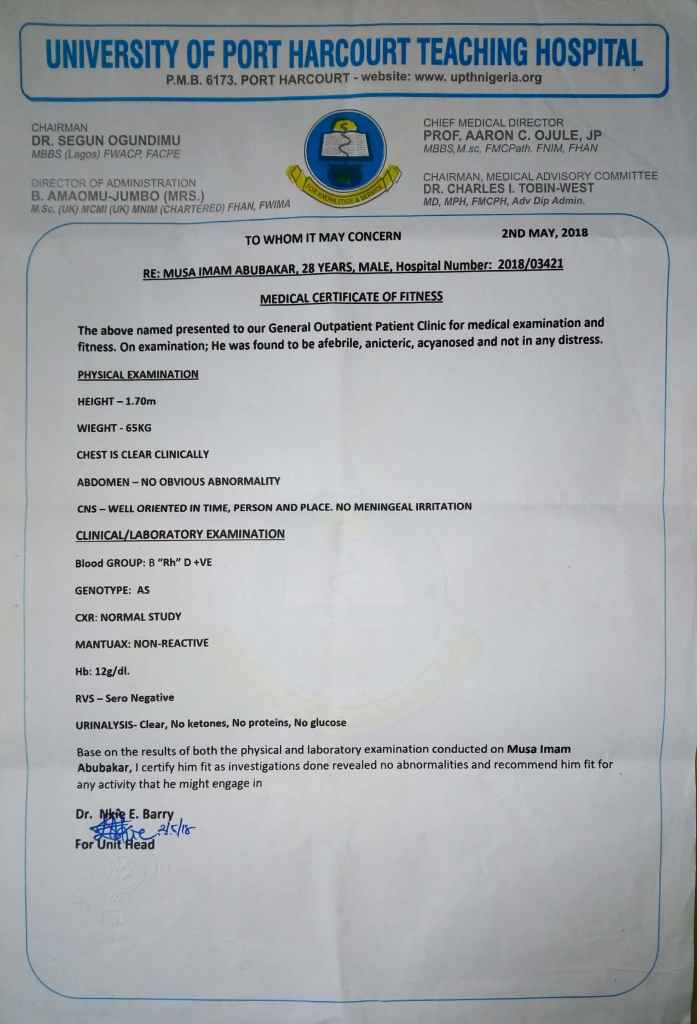 UNIVERSITY OF PORT HARCOURT TEACHING HOSPITAL
P.M.B. 6173. PORT HARCOURT - website: www. upthnigeria.org
CHAIRMAN
DR. SEGUN OGUNDIMU
MBBS (Lagos) FWACP, FACPE
DIRECTOR OF ADMINISTRATION
B. AMAOMU-JUMBO (MRS.)
M.Sc. (UK) MCMI (UK) MNIM (CHARTERED) FHAN, FWIMA
FOR KNOWLEDGE & SERVICE
CHIEF MEDICAL DIRECTOR
PROF. AARON C. OJULE, JP
MBBS,M.sc, FMCPath. FNIM, FHAN
CHAIRMAN, MEDICAL ADVISORY COMMITTEE
DR. CHARLES I. TOBIN-WEST
MD, MPH, FMCPH, Adv Dip Admin.
TO WHOM IT MAY CONCERN 2ND MAY, 2018
RE: MUSA IMAM ABUBAKAR, 28 YEARS, MALE, Hospital Number: 2018/03421
MEDICAL CERTIFICATE OF FITNESS
The above named presented to our General Outpatient Patient Clinic for medical examination and
fitness. On examination; He was found to be afebrile, anicteric, acyanosed and not in any distress.
PHYSICAL EXAMINATION
HEIGHT – 1.70m
WIEGHT - 65KG
CHEST IS CLEAR CLINICALLY
ABDOMEN – NO OBVIOUS ABNORMALITY
CNS – WELL ORIENTED IN TIME, PERSON AND PLACE. NO MENINGEAL IRRITATION
CLINICAL/LABORATORY EXAMINATION
Blood GROUP: B "Rh" D +VE
GENOTYPE: AS
CXR: NORMAL STUDY
MANTUAX: NON-REACTIVE
Hb: 12g/dl.
RVS – Sero Negative
URINALYSIS- Clear, No ketones, No proteins, No glucose
Base on the results of both the physical and laboratory examination conducted on Musa Imam
Abubakar, I certify him fit as investigations done revealed no abnormalities and recommend him fit for
any activity that he might engage in
Dr. Nkie E. Barry
2/5/18
For Unit Head